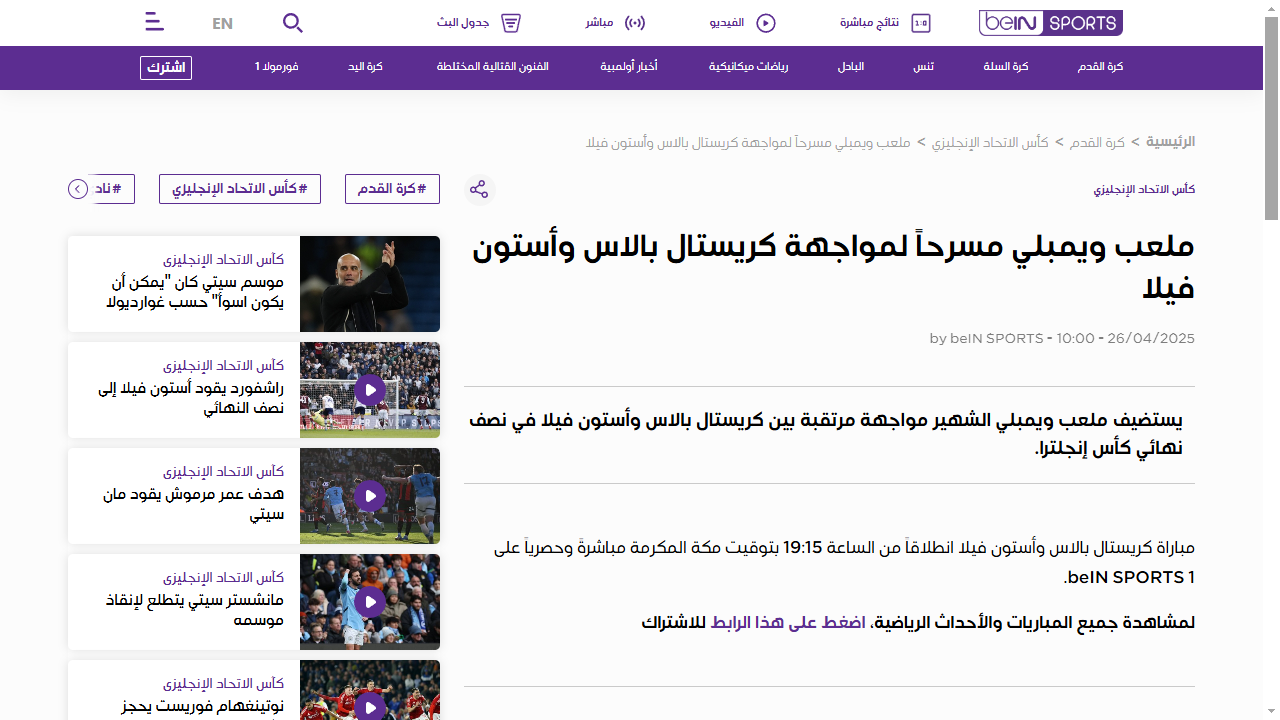 beIN SPORTS
نتائج مباشرة
الفيديو
مباشر
جدول البث
EN
كرة القدم
كرة السلة
تنس
البادل
رياضات ميكانيكية
أخبار أولمبية
الفنون القتالية المختلطة
كرة اليد
فورمولا 1
اشترك
الرئيسية > كرة القدم > كأس الاتحاد الإنجليزي > ملعب ويمبلي مسرحاً لمواجهة كريستال بالاس وأستون فيلا
كأس الاتحاد الإنجليزي
ملعب ويمبلي مسرحاً لمواجهة كريستال بالاس وأستون
فيلا
by beIN SPORTS - 10:00 - 26/04/2025
يستضيف ملعب ويمبلي الشهير مواجهة مرتقبة بين كريستال بالاس وأستون فيلا في نصف
نهائي كأس إنجلترا.
مباراة كريستال بالاس وأستون فيلا انطلاقاً من الساعة 19:15 بتوقيت مكة المكرمة مباشرةً وحصرياً على
beIN SPORTS 1.
لمشاهدة جميع المباريات والأحداث الرياضية، اضغط على هذا الرابط للاشتراك
#كرة القدم
#كأس الاتحاد الإنجليزي
#ناد
كأس الاتحاد الإنجليزي
موسم سيتي كان "يمكن أن
يكون اسوأ" حسب غوارديولا
كأس الاتحاد الإنجليزي
راشفورد يقود أستون فيلا إلى
نصف النهائي
كأس الاتحاد الإنجليزي
هدف عمر مرموش يقود مان
سيتي
كأس الاتحاد الإنجليزي
مانشستر سيتي يتطلع لإنقاذ
موسمه
كأس الاتحاد الإنجليزي
نوتينغهام فوريست يحجز